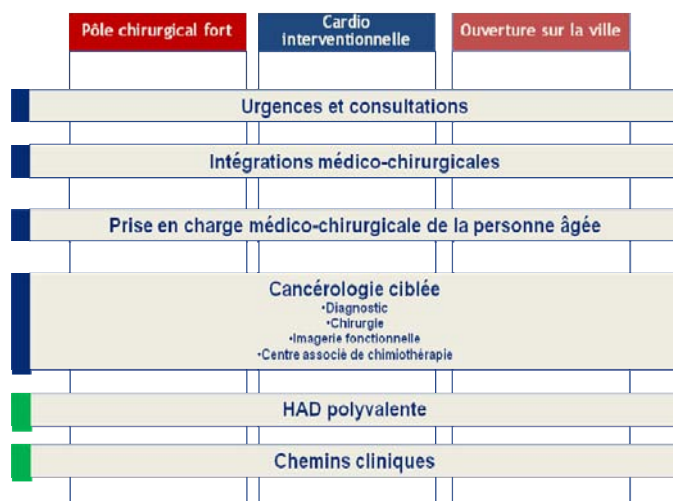 Pôle chirurgical fort
Cardio
interventionnelle
Ouverture sur la ville
Urgences et consultations
Intégrations médico-chirurgicales
Prise en charge médico-chirurgicale de la personne âgée
Cancérologie ciblée
•Diagnostic
•Chirurgie
•Imagerie fonctionnelle
•Centre associé de chimiothérapie
HAD polyvalente
Chemins cliniques